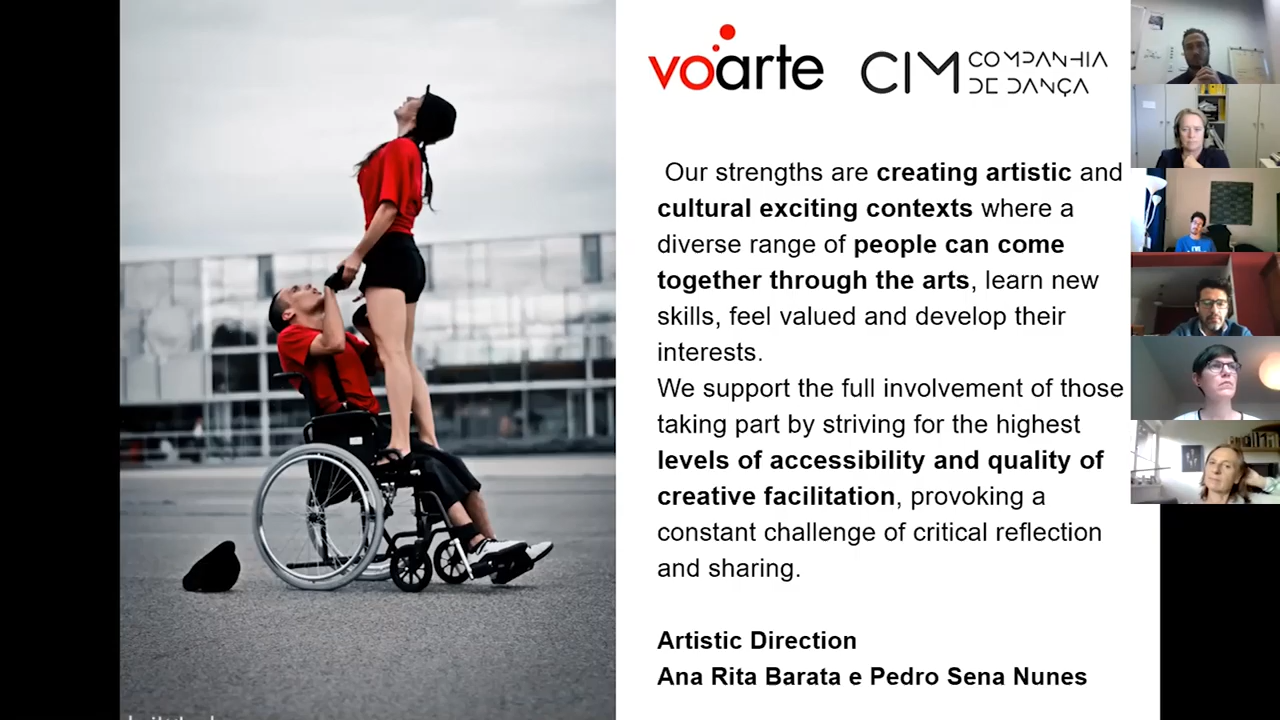 voarte
CIM COMPANHIA
DE DANÇA
Our strengths are creating artistic and
cultural exciting contexts where a
diverse range of people can come
together through the arts, learn new
skills, feel valued and develop their
interests.
We support the full involvement of those
taking part by striving for the highest
levels of accessibility and quality of
creative facilitation, provoking a
constant challenge of critical reflection
and sharing.
Artistic Direction
Ana Rita Barata e Pedro Sena Nunes